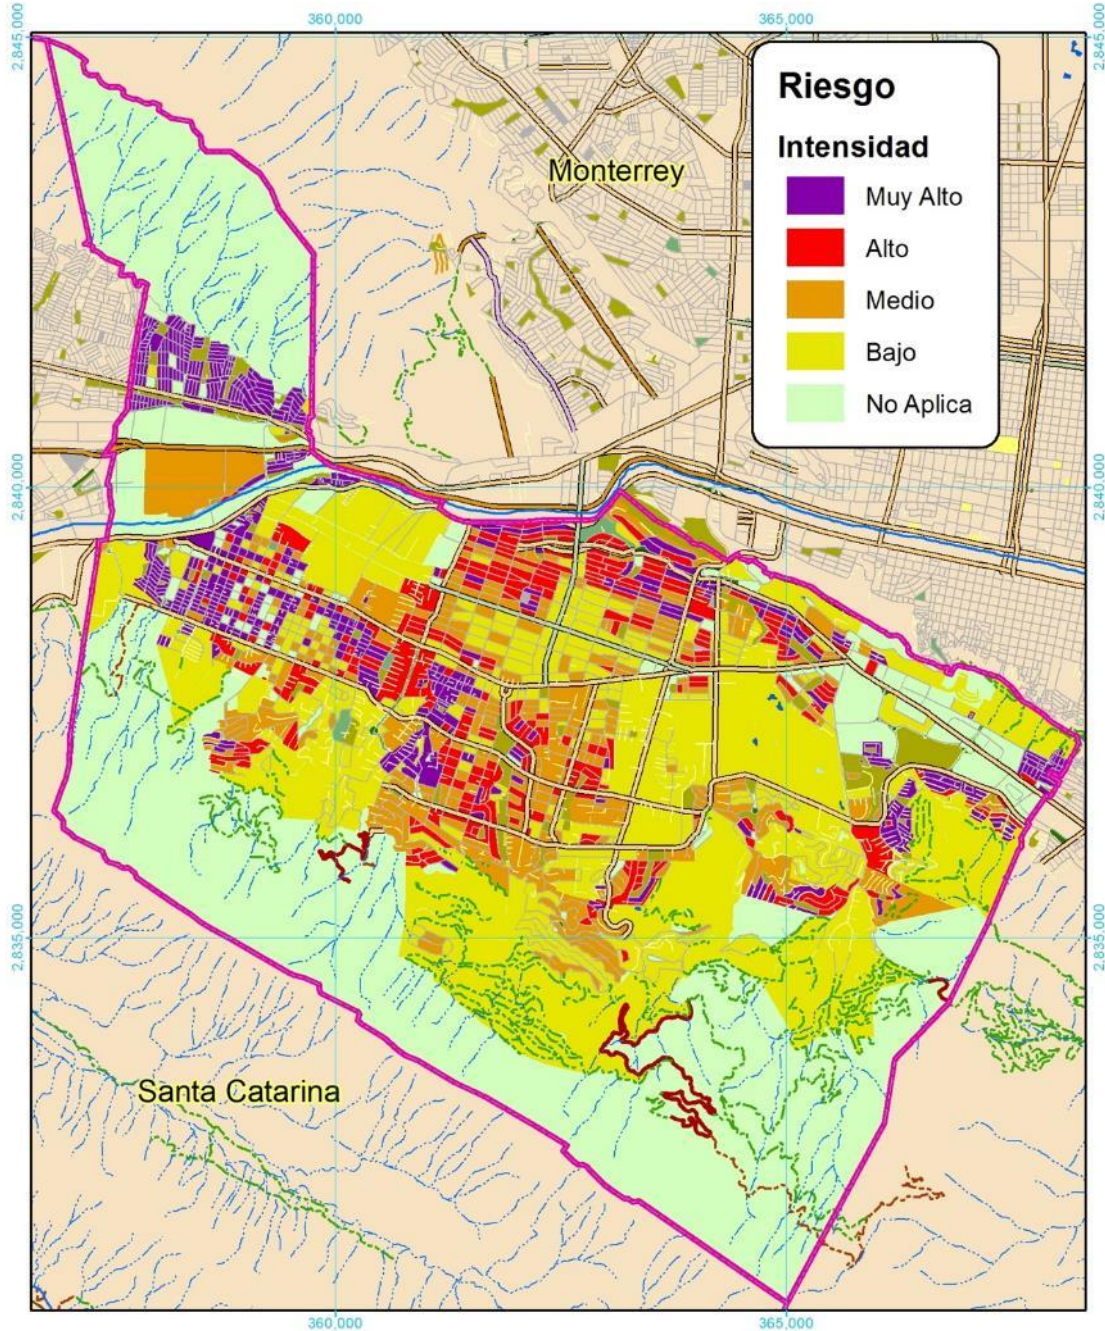 360,000
365,000
2,845,000
2,845,000
Riesgo
Intensidad
Muy Alto
Alto
Medio
Bajo
No Aplica
Monterrey
2,840,000
2,840,000
2,835,000
2,835,000
Santa Catarina
360,000
365,000